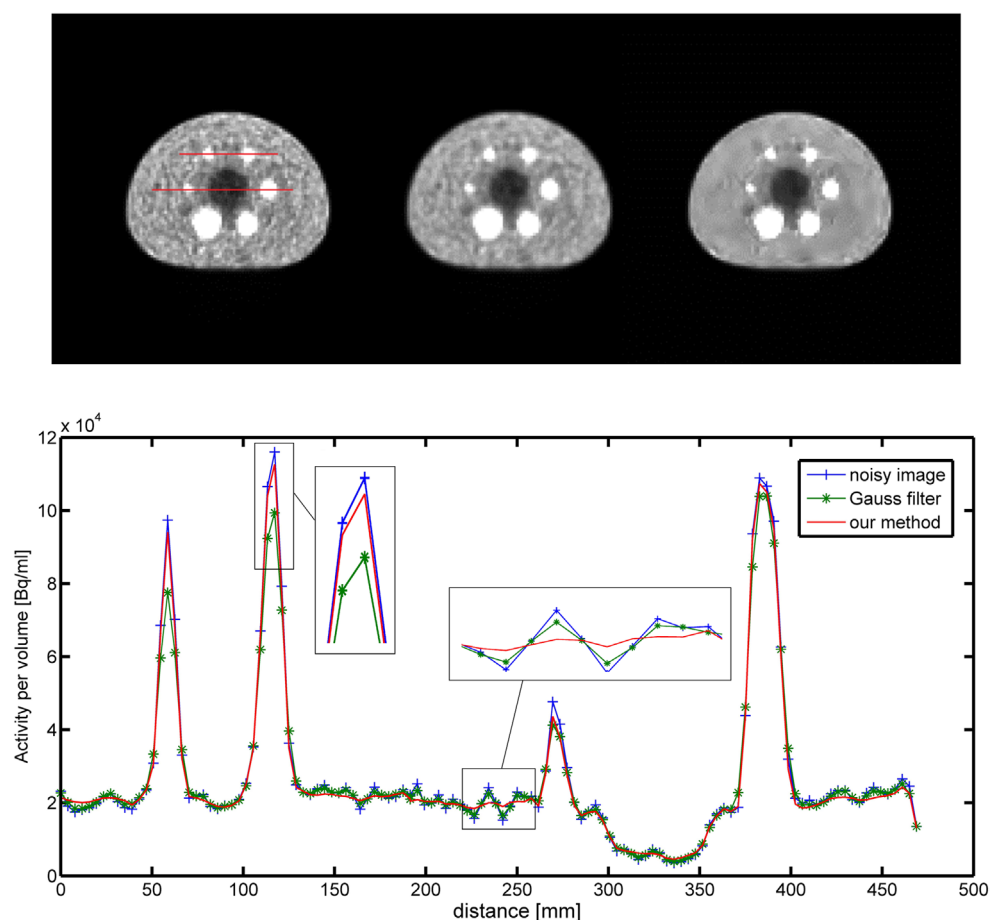 x 10^4
12
10
8
6
4
2
0
Activity per volume [Bq/ml]
noisy image
Gauss filter
our method
0 50 100 150 200 250 300 350 400 450 500
distance [mm]